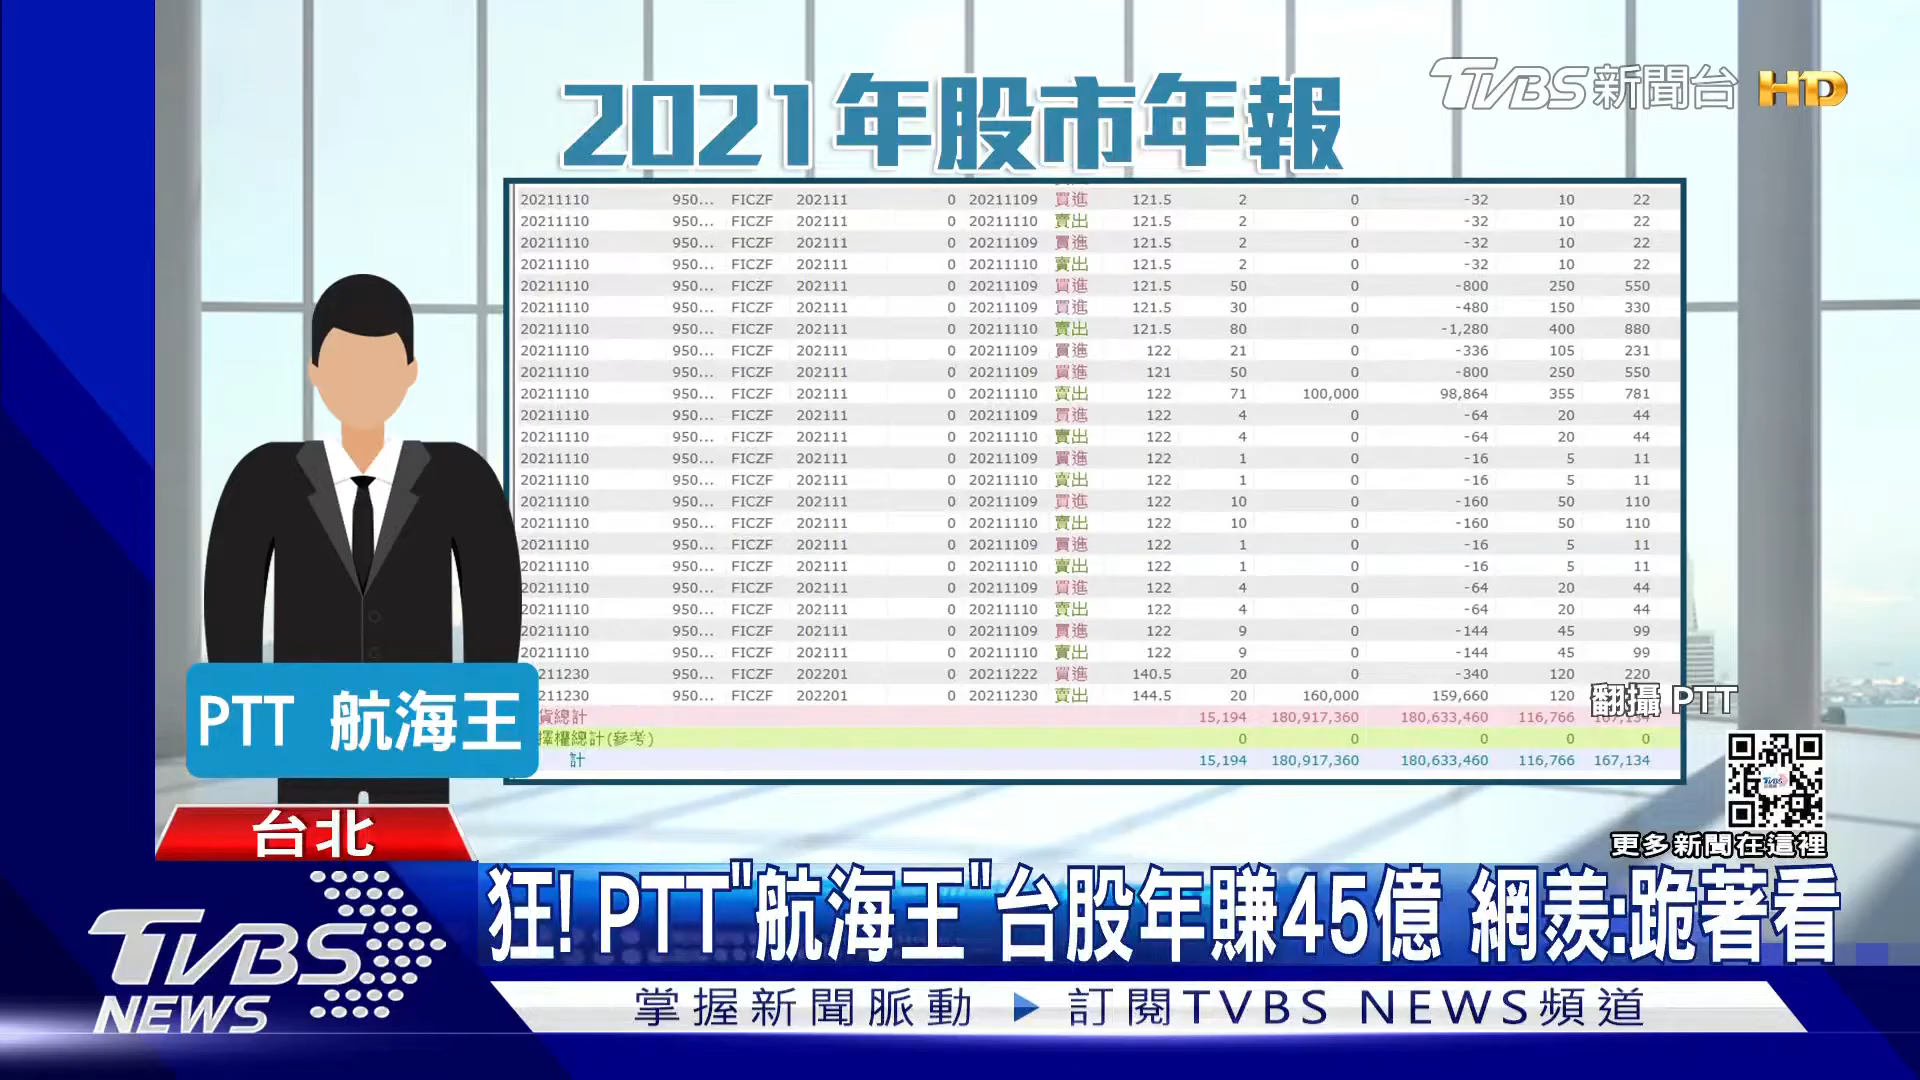 2021年股市年報
TVBS新聞台 HD
20211110 950... FICZF 202111 0 20211109 買進 121.5 2 0 -32 10 22
20211110 950... FICZF 202111 0 20211110 賣出 121.5 2 0 -32 10 22
20211110 950... FICZF 202111 0 20211109 買進 121.5 2 0 -32 10 22
20211110 950... FICZF 202111 0 20211110 賣出 121.5 2 0 -32 10 22
20211110 950... FICZF 202111 0 20211109 買進 121.5 50 0 -800 250 550
20211110 950... FICZF 202111 0 20211109 買進 121.5 30 0 -480 150 330
20211110 950... FICZF 202111 0 20211110 賣出 121.5 80 0 -1,280 400 880
20211110 950... FICZF 202111 0 20211109 買進 122 21 0 -336 105 231
20211110 950... FICZF 202111 0 20211109 買進 121 50 0 -800 250 550
20211110 950... FICZF 202111 0 20211110 賣出 122 71 100,000 98,864 355 781
20211110 950... FICZF 202111 0 20211109 買進 122 4 0 -64 20 44
20211110 950... FICZF 202111 0 20211110 賣出 122 4 0 -64 20 44
20211110 950... FICZF 202111 0 20211109 買進 122 1 0 -16 5 11
20211110 950... FICZF 202111 0 20211110 賣出 122 1 0 -16 5 11
20211110 950... FICZF 202111 0 20211109 買進 122 10 0 -160 50 110
20211110 950... FICZF 202111 0 20211110 賣出 122 10 0 -160 50 110
20211110 950... FICZF 202111 0 20211109 買進 122 1 0 -16 5 11
20211110 950... FICZF 202111 0 20211110 賣出 122 1 0 -16 5 11
20211110 950... FICZF 202111 0 20211109 買進 122 4 0 -64 20 44
20211110 950... FICZF 202111 0 20211110 賣出 122 4 0 -64 20 44
20211110 950... FICZF 202111 0 20211109 買進 122 9 0 -144 45 99
20211110 950... FICZF 202111 0 20211110 賣出 122 9 0 -144 45 99
211230 950... FICZF 202201 0 20211222 買進 140.5 20 0 -340 120 220
211230 950... FICZF 202201 0 20211230 賣出 144.5 20 160,000 159,660 120
貨總計 15,194 180,917,360 180,633,460 116,766 167,134
擇權總計(參考) 0 0 0 0 0
計 15,194 180,917,360 180,633,460 116,766 167,134
翻攝 PTT
PTT 航海王
更多新聞在這裡
台北
狂! PTT"航海王"台股年賺45億 網羨:跪著看
TVBS NEWS
掌握新聞脈動 ▶ 訂閱TVBS NEWS頻道